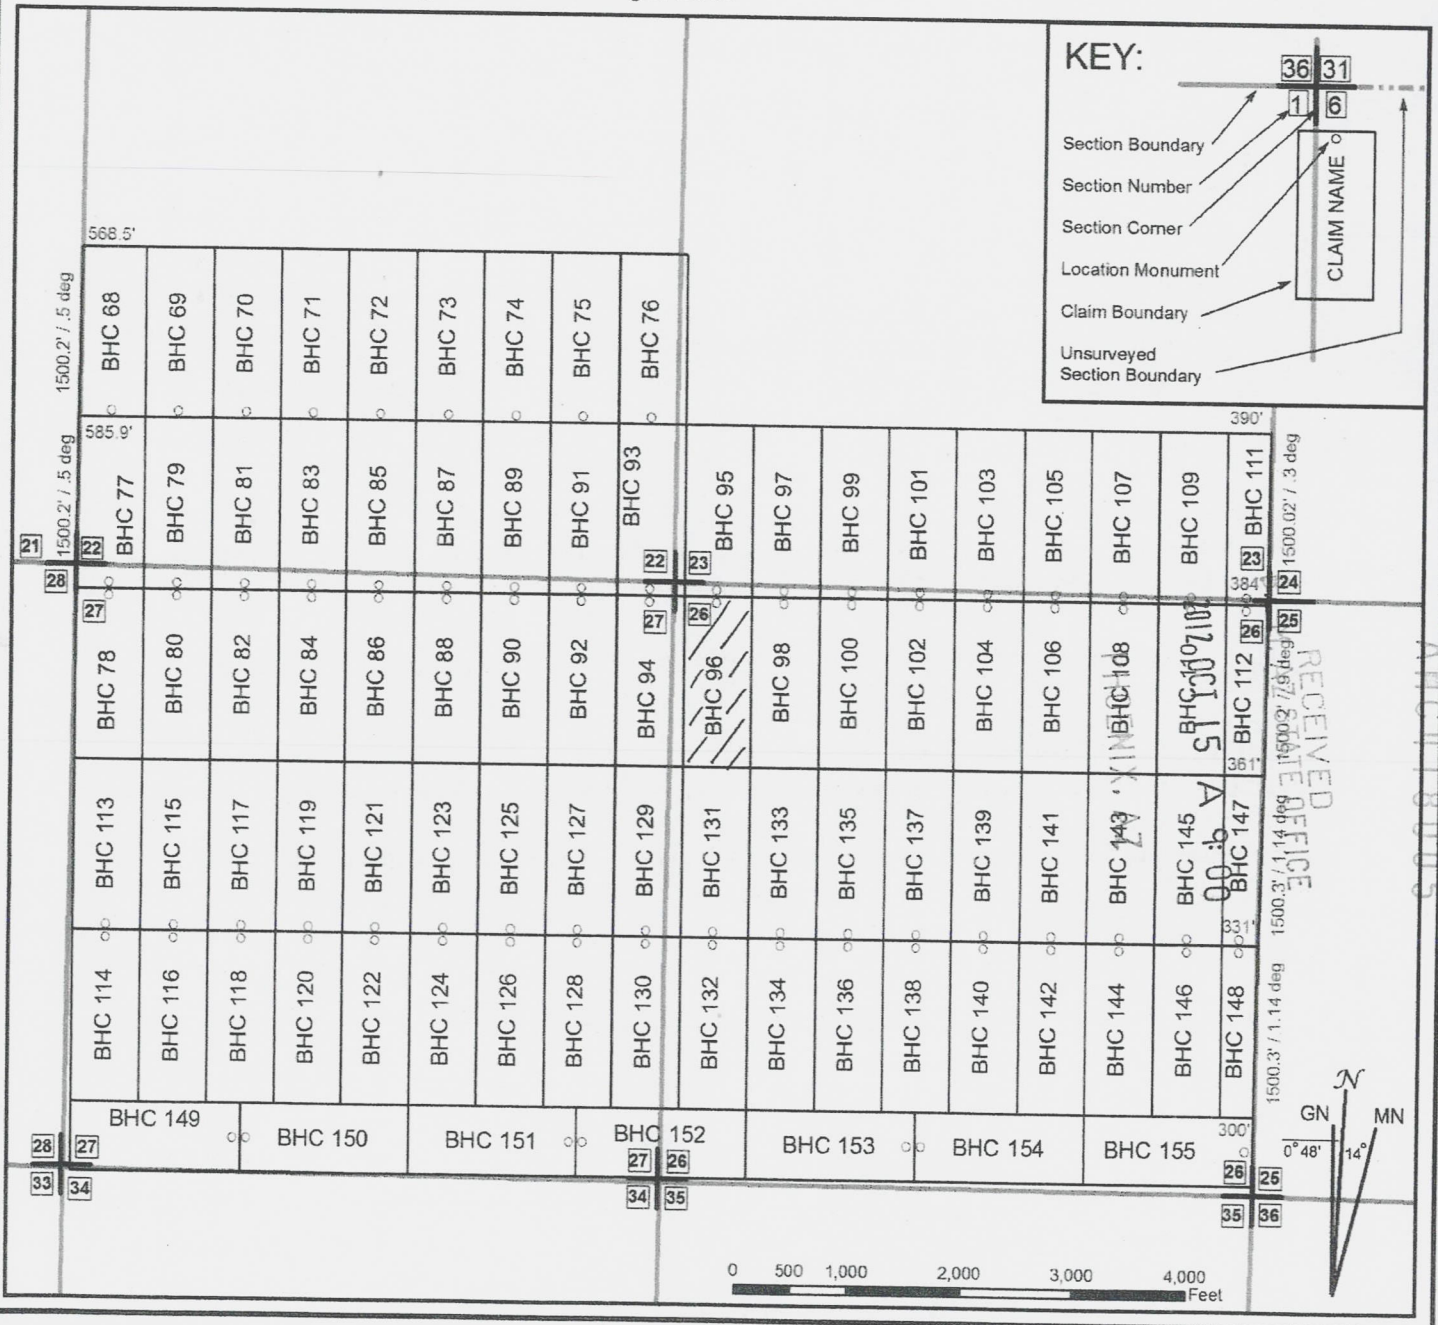 KEY:
36 31
1 6
Section Boundary
Section Number
Section Corner
Location Monument
Claim Boundary
Unsurveyed
Section Boundary
CLAIM NAME
568.5'
1500.2' / .5 deg
BHC 68 BHC 69 BHC 70 BHC 71 BHC 72 BHC 73 BHC 74 BHC 75 BHC 76
585.9'
390'
1500.2' / .5 deg
BHC 77 BHC 79 BHC 81 BHC 83 BHC 85 BHC 87 BHC 89 BHC 91 BHC 93 BHC 95 BHC 97 BHC 99 BHC 101 BHC 103 BHC 105 BHC 107 BHC 109 BHC 111
1500.02' / .3 deg
21 22 22 23 23 24
384'
28 27 27 26 26 25
BHC 78 BHC 80 BHC 82 BHC 84 BHC 86 BHC 88 BHC 90 BHC 92 BHC 94 BHC 96 BHC 98 BHC 100 BHC 102 BHC 104 BHC 106 BHC 108 BHC 110 BHC 112
361'
RECEIVED
AZ STATE OFFICE
2012 OCT 15 A 9:00
PHOENIX, AZ
BHC 113 BHC 115 BHC 117 BHC 119 BHC 121 BHC 123 BHC 125 BHC 127 BHC 129 BHC 131 BHC 133 BHC 135 BHC 137 BHC 139 BHC 141 BHC 143 BHC 145 BHC 147
1500.3' / 1.14 deg
331'
BHC 114 BHC 116 BHC 118 BHC 120 BHC 122 BHC 124 BHC 126 BHC 128 BHC 130 BHC 132 BHC 134 BHC 136 BHC 138 BHC 140 BHC 142 BHC 144 BHC 146 BHC 148
1500.3' / 1.14 deg
BHC 149 BHC 150 BHC 151 BHC 152 BHC 153 BHC 154 BHC 155
300'
28 27 27 26 26 25
33 34 34 35 35 36
N
GN MN
0°48' 14°
0 500 1,000 2,000 3,000 4,000
Feet